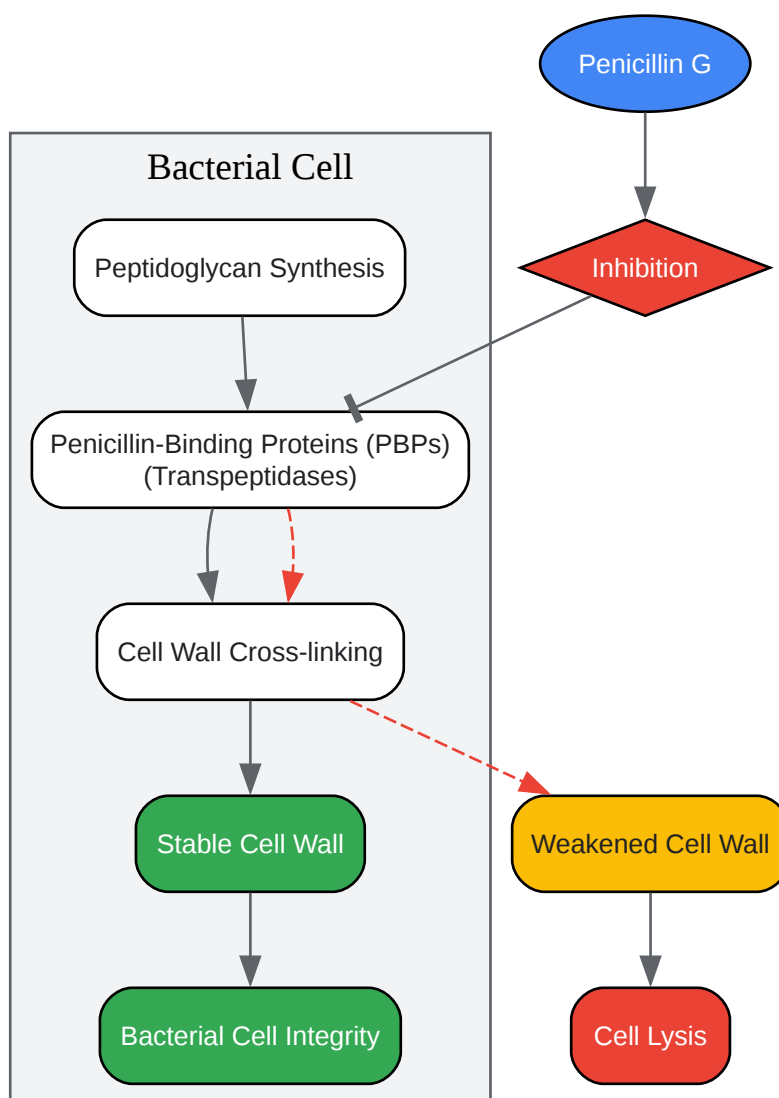 Penicillin G
Bacterial Cell
Peptidoglycan Synthesis
Inhibition
Penicillin-Binding Proteins (PBPs)
(Transpeptidases)
Cell Wall Cross-linking
Stable Cell Wall
Weakened Cell Wall
Bacterial Cell Integrity
Cell Lysis